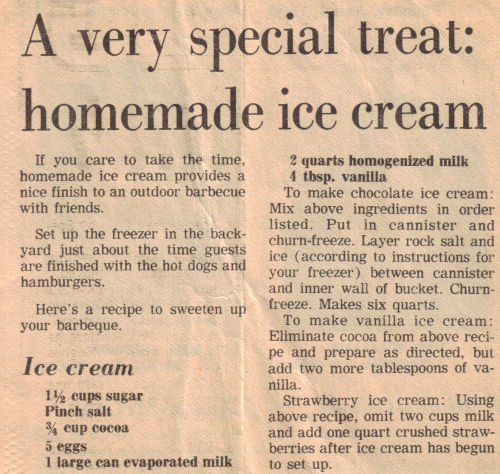 A very special treat:
homemade ice cream
If you care to take the time,
homemade ice cream provides a
nice finish to an outdoor barbecue
with friends.
Set up the freezer in the back-
yard just about the time guests
are finished with the hot dogs and
hamburgers.
Here's a recipe to sweeten up
your barbeque.
Ice cream
1½ cups sugar
Pinch salt
¾ cup cocoa
5 eggs
1 large can evaporated milk
2 quarts homogenized milk
4 tbsp. vanilla
To make chocolate ice cream:
Mix above ingredients in order
listed. Put in cannister and
churn-freeze. Layer rock salt and
ice (according to instructions for
your freezer) between cannister
and inner wall of bucket. Churn-
freeze. Makes six quarts.
To make vanilla ice cream:
Eliminate cocoa from above reci-
pe and prepare as directed, but
add two more tablespoons of va-
nilla.
Strawberry ice cream: Using
above recipe, omit two cups milk
and add one quart crushed straw-
berries after ice cream has begun
to set up.